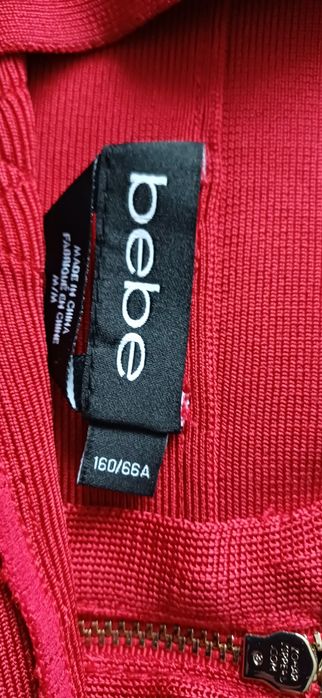 bebe
MADE IN CHINA
FABRIQUÉ EN CHINE
M/M
160/66A